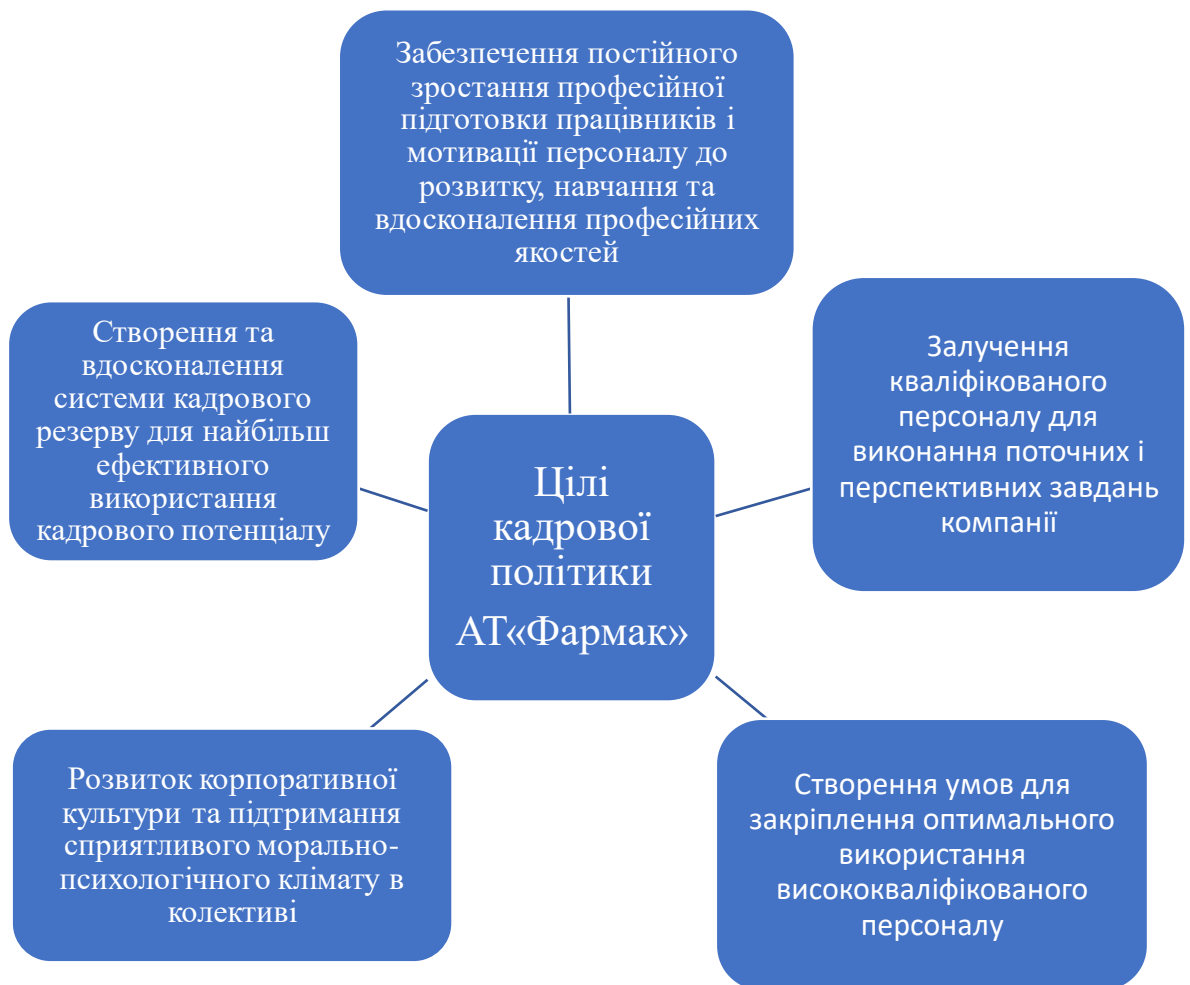 Забезпечення постійного
зростання професійної
підготовки працівників і
мотивації персоналу до
розвитку, навчання та
вдосконалення професійних
якостей
Створення та
вдосконалення
системи кадрового
резерву для найбільш
ефективного
використання
кадрового потенціалу
Залучення
кваліфікованого
персоналу для
виконання поточних і
перспективних завдань
компанії
Цілі
кадрової
політики
АТ«Фармак»
Розвиток корпоративної
культури та підтримання
сприятливого морально-
психологічного клімату в
колективі
Створення умов для
закріплення оптимального
використання
висококваліфікованого
персоналу